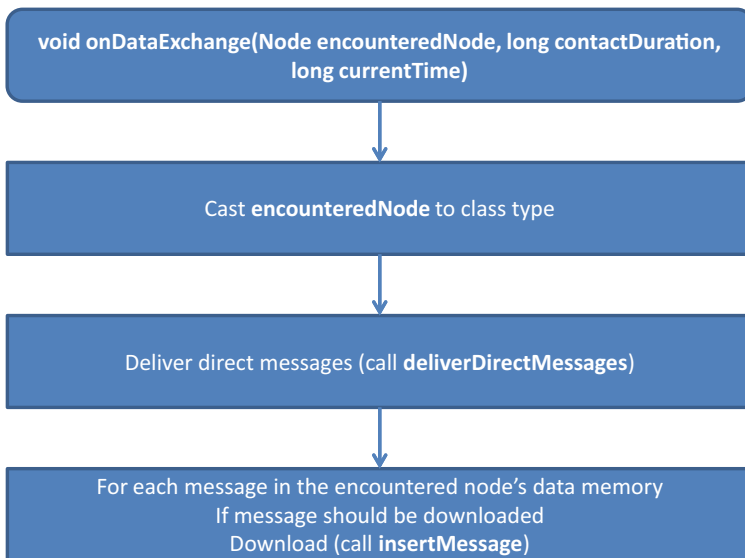 void onDataExchange(Node encounteredNode, long contactDuration,
long currentTime)
Cast encounteredNode to class type
Deliver direct messages (call deliverDirectMessages)
For each message in the encountered node's data memory
If message should be downloaded
Download (call insertMessage)